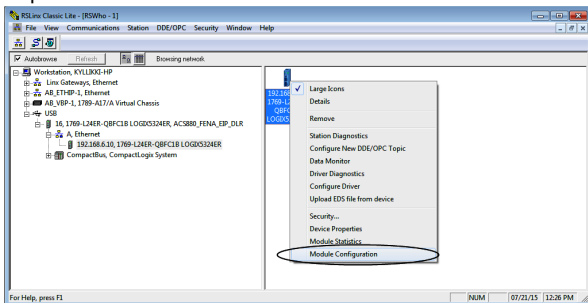 RSLinx Classic Lite - [RSWho - 1]
File View Communications Station DDE/OPC Security Window Help
Autobrowse Refresh Browsing network
Workstation, KYLLIKKI-HP
Linx Gateways, Ethernet
AB_ETHIP-1, Ethernet
AB_VBP-1, 1789-A17/A Virtual Chassis
USB
16, 1769-L24ER-QBFC1B LOGIX5324ER, ACS880_FENA_EIP_DLR
A, Ethernet
192.168.6.10, 1769-L24ER-QBFC1B LOGIX5324ER
CompactBus, CompactLogix System
192.168
1769-L2
QBFC
LOGIX5
Large Icons
Details
Remove
Station Diagnostics
Configure New DDE/OPC Topic
Data Monitor
Driver Diagnostics
Configure Driver
Upload EDS file from device
Security...
Device Properties
Module Statistics
Module Configuration
For Help, press F1
NUM 07/21/15 12:26 PM